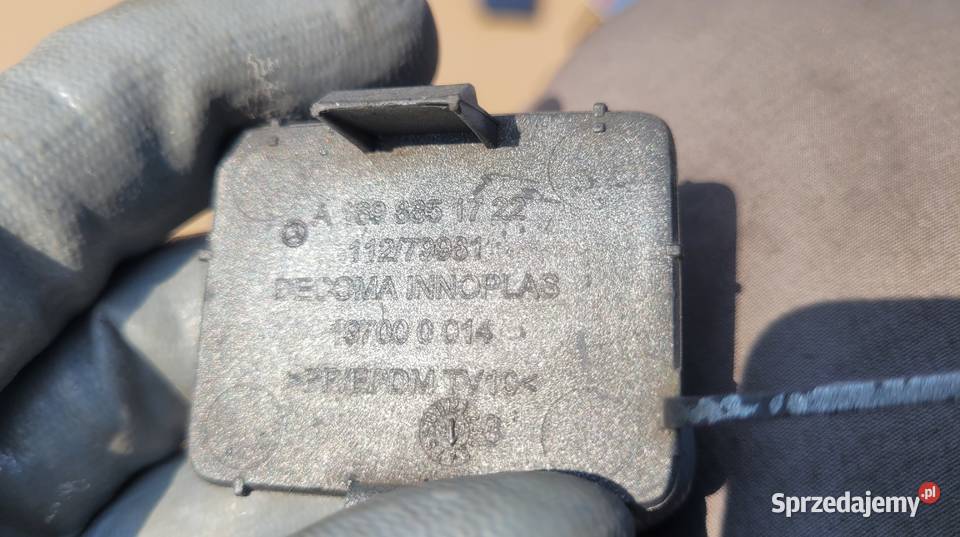 A 169 885 17 22
112/79981
DECOMA INNOPLAS
19700 0 014
>PP/EPDM TV10<
Sprzedajemy.pl